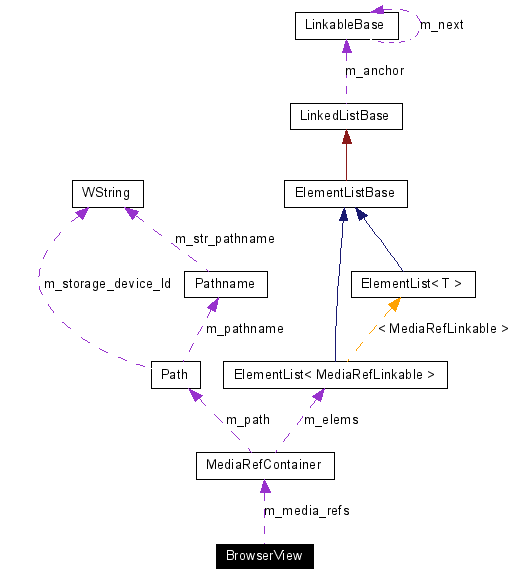 LinkableBase
m_next
m_anchor
LinkedListBase
WString
ElementListBase
m_str_pathname
m_storage_device_Id
Pathname
ElementList< T >
m_pathname
< MediaRefLinkable >
Path
ElementList< MediaRefLinkable >
m_path
m_elems
MediaRefContainer
m_media_refs
BrowserView